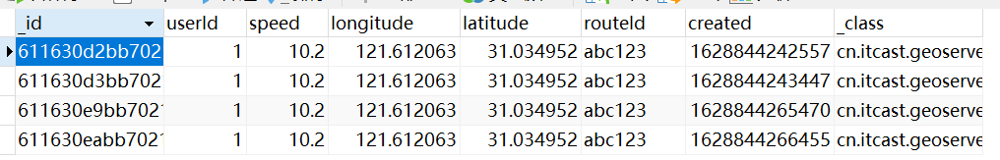 _id userId speed longitude latitude routeId created _class
611630d2bb702 1 10.2 121.612063 31.034952 abc123 1628844242557 cn.itcast.geoserve
611630d3bb702 1 10.2 121.612063 31.034952 abc123 1628844243447 cn.itcast.geoserve
611630e9bb702 1 10.2 121.612063 31.034952 abc123 1628844265470 cn.itcast.geoserve
611630eabb702 1 10.2 121.612063 31.034952 abc123 1628844266455 cn.itcast.geoserve